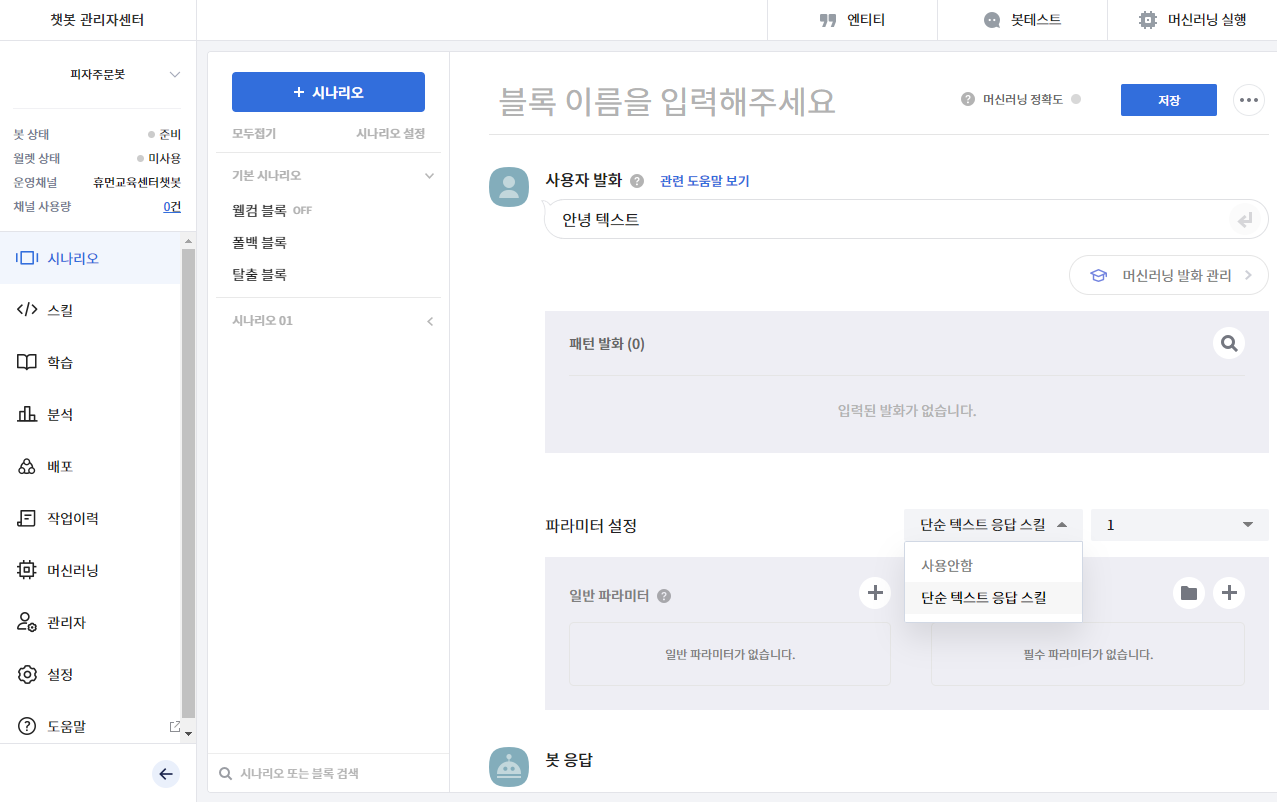 챗봇 관리자센터
엔티티
봇테스트
머신러닝 실행
피자주문봇
봇 상태 준비
월렛 상태 미사용
운영채널 휴먼교육센터챗봇
채널 사용량 0건
시나리오
스킬
학습
분석
배포
작업이력
머신러닝
관리자
설정
도움말
+ 시나리오
모두접기 시나리오 설정
기본 시나리오
웰컴 블록 OFF
폴백 블록
탈출 블록
시나리오 01
시나리오 또는 블록 검색
블록 이름을 입력해주세요
머신러닝 정확도
저장
사용자 발화 관련 도움말 보기
안녕 텍스트
머신러닝 발화 관리
패턴 발화 (0)
입력된 발화가 없습니다.
파라미터 설정
단순 텍스트 응답 스킬
1
사용안함
단순 텍스트 응답 스킬
일반 파라미터
일반 파라미터가 없습니다.
필수 파라미터가 없습니다.
봇 응답